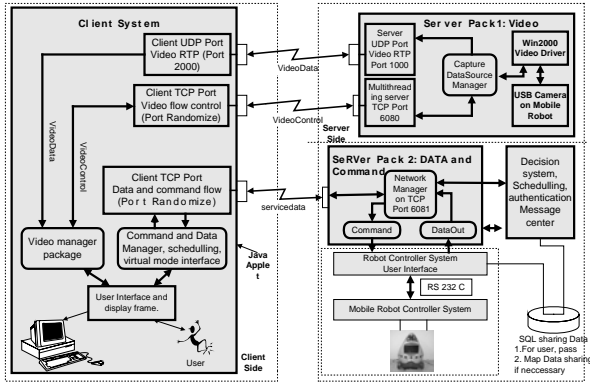 Client System
Client UDP Port
Video RTP (Port
2000)
Client TCP Port
Video flow control
(Port Randomize)
Client TCP Port
Data and command flow
(Port Randomize)
VideoData
VideoControl
Video manager
package
Command and Data
Manager, schedulling,
virtual mode interface
User Interface and
display frame.
User
Java
Apple
t
Client
Side
VideoData
VideoControl
servicedata
Server Pack1: Video
Server
UDP Port
Video RTP
Port 1000
Multithread
ing server
TCP Port
6080
Capture
DataSource
Manager
Win2000
Video Driver
USB Camera
on Mobile
Robot
Server
Side
SeRVer Pack 2: DATA and
Command
Network
Manager
on TCP
Port 6081
Command
DataOut
Decision
system,
Schedulling,
authentication
Message
center
Robot Controller System
User Interface
RS 232 C
Mobile Robot Controller System
SQL sharing Data
1.For user, pass
2. Map Data sharing
if neccessary